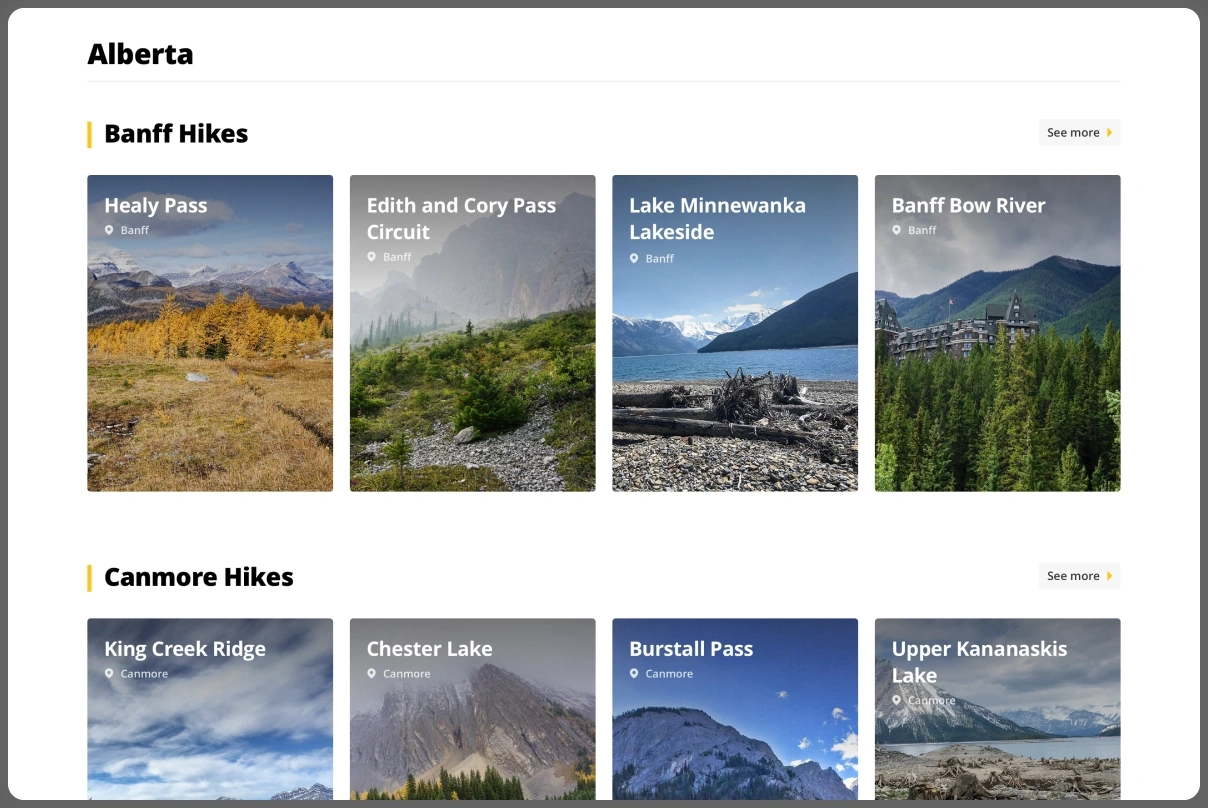 Alberta
Banff Hikes
See more
Healy Pass
Banff
Edith and Cory Pass
Circuit
Banff
Lake Minnewanka
Lakeside
Banff
Banff Bow River
Banff
Canmore Hikes
See more
King Creek Ridge
Canmore
Chester Lake
Canmore
Burstall Pass
Canmore
Upper Kananaskis
Lake
Canmore